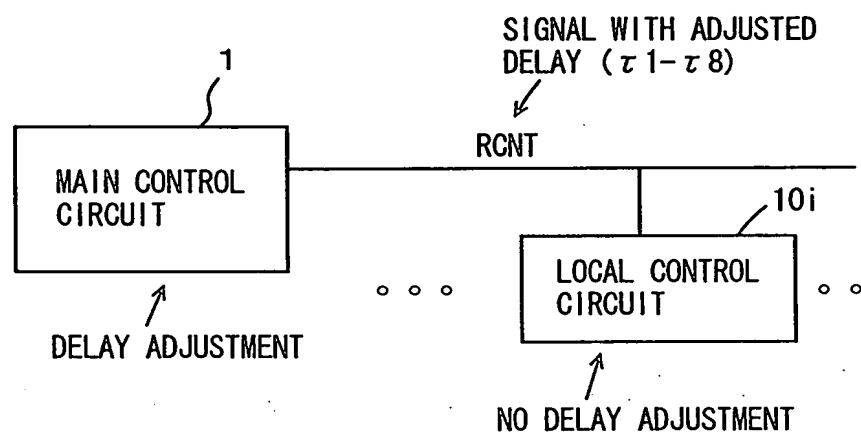 SIGNAL WITH ADJUSTED
DELAY (τ1-τ8)
1
RCNT
MAIN CONTROL
CIRCUIT
10i
LOCAL CONTROL
CIRCUIT
DELAY ADJUSTMENT
NO DELAY ADJUSTMENT